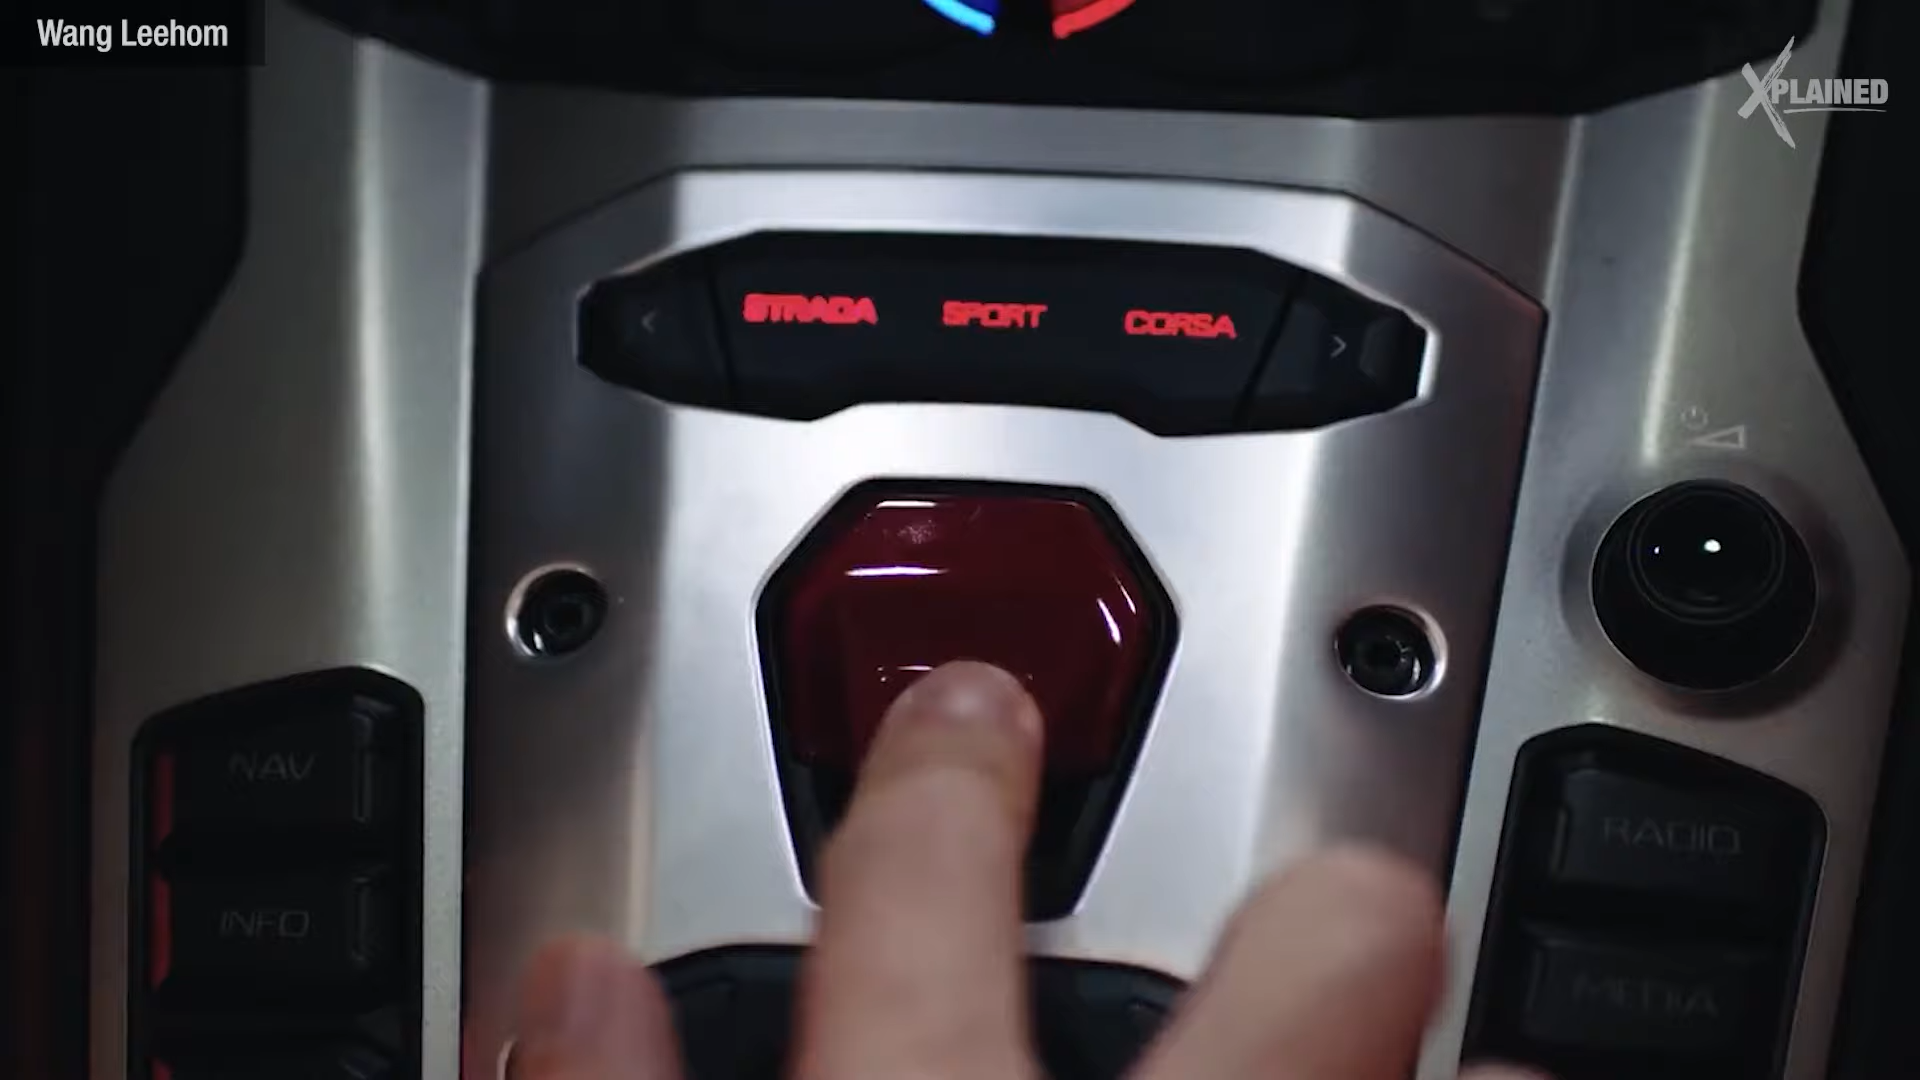 Wang Leehom
XPLAINED
STRADA SPORT CORSA
NAV
INFO
RADIO
MEDIA